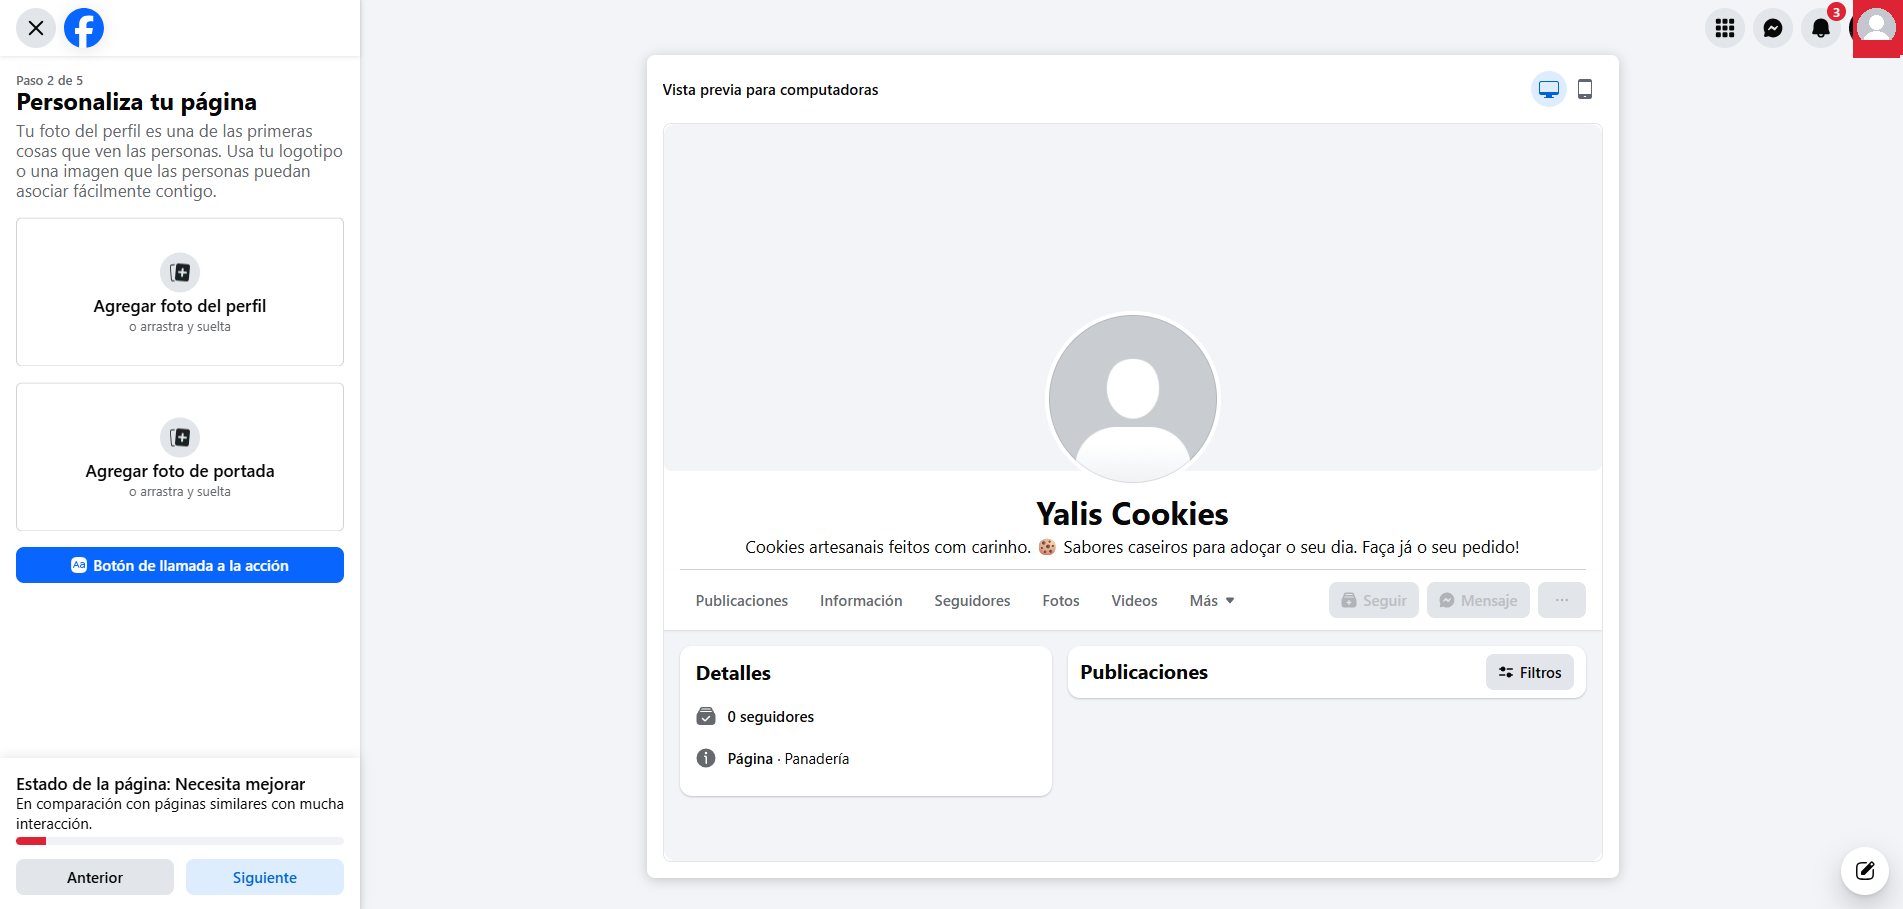 3
Paso 2 de 5
Personaliza tu página
Tu foto del perfil es una de las primeras
cosas que ven las personas. Usa tu logotipo
o una imagen que las personas puedan
asociar fácilmente contigo.
Agregar foto del perfil
o arrastra y suelta
Agregar foto de portada
o arrastra y suelta
Aa Botón de llamada a la acción
Estado de la página: Necesita mejorar
En comparación con páginas similares con mucha
interacción.
Anterior
Siguiente
Vista previa para computadoras
Yalis Cookies
Cookies artesanais feitos com carinho. 🍪 Sabores caseiros para adoçar o seu dia. Faça já o seu pedido!
Publicaciones
Información
Seguidores
Fotos
Videos
Más
Seguir
Mensaje
Detalles
0 seguidores
Página · Panadería
Publicaciones
Filtros